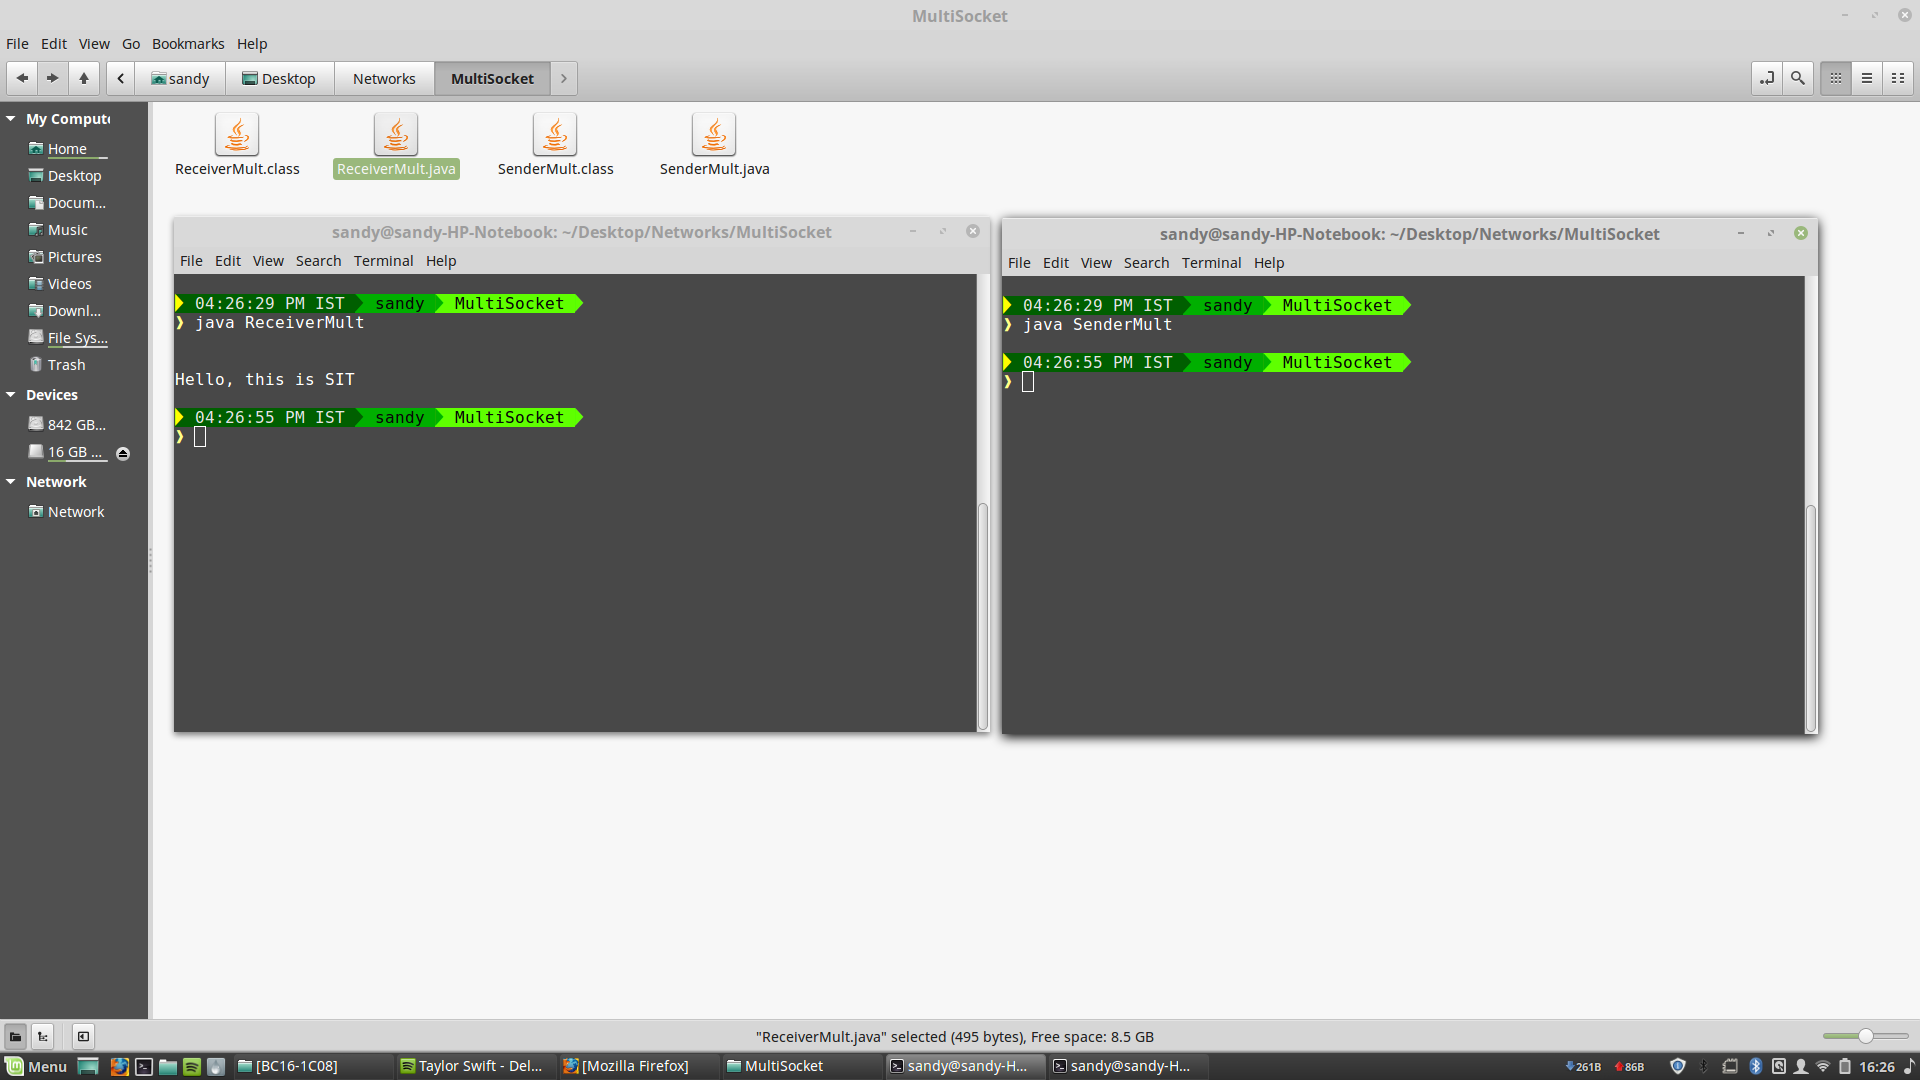 MultiSocket
File Edit View Go Bookmarks Help
sandy Desktop Networks MultiSocket
My Compute
Home
Desktop
Docum...
Music
Pictures
Videos
Downl...
File Sys...
Trash
Devices
842 GB...
16 GB ...
Network
Network
ReceiverMult.class ReceiverMult.java SenderMult.class SenderMult.java
sandy@sandy-HP-Notebook: ~/Desktop/Networks/MultiSocket
File Edit View Search Terminal Help
04:26:29 PM IST sandy MultiSocket
❯ java ReceiverMult
Hello, this is SIT
04:26:55 PM IST sandy MultiSocket
❯
sandy@sandy-HP-Notebook: ~/Desktop/Networks/MultiSocket
File Edit View Search Terminal Help
04:26:29 PM IST sandy MultiSocket
❯ java SenderMult
04:26:55 PM IST sandy MultiSocket
❯
"ReceiverMult.java" selected (495 bytes), Free space: 8.5 GB
Menu [BC16-1C08] Taylor Swift - Del... [Mozilla Firefox] MultiSocket sandy@sandy-H... sandy@sandy-H... 261B 86B 16:26